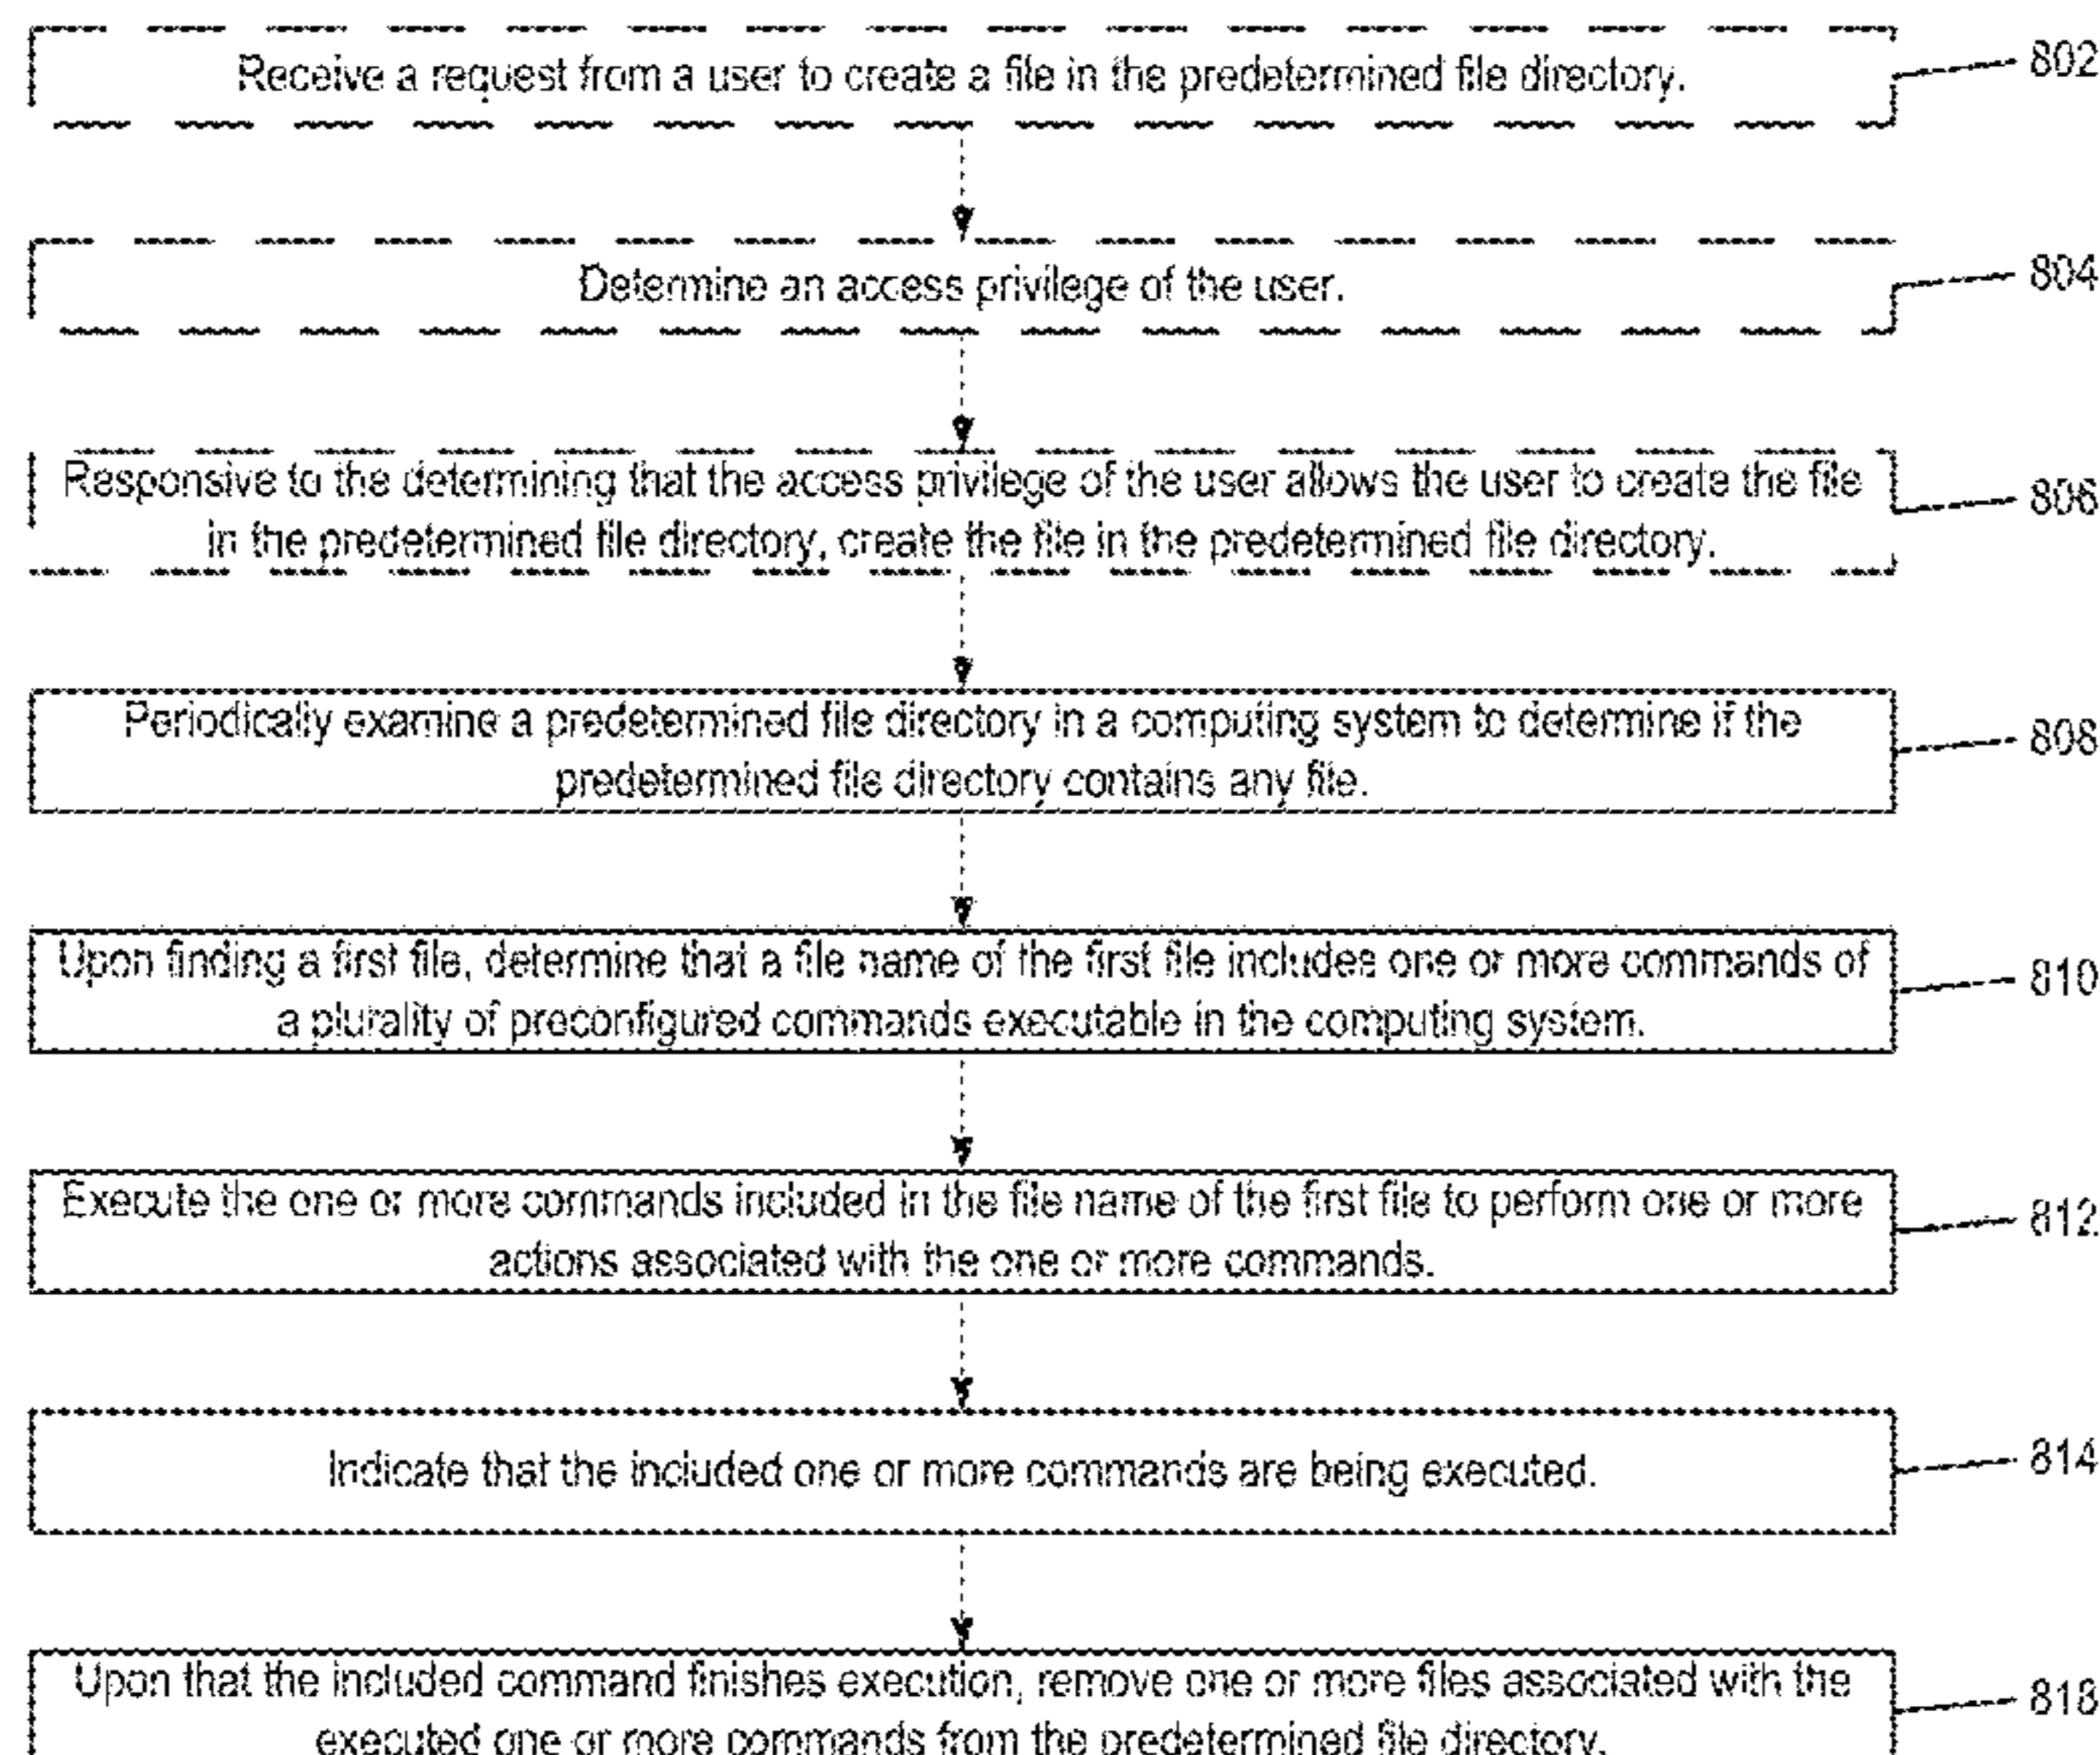 Receive a request from a user to create a file in the predetermined file directory.
802
Determine an access privilege of the user.
804
Responsive to the determining that the access privilege of the user allows the user to create the file
in the predetermined file directory, create the file in the predetermined file directory.
806
Periodically examine a predetermined file directory in a computing system to determine if the
predetermined file directory contains any file.
808
Upon finding a first file, determine that a file name of the first file includes one or more commands of
a plurality of preconfigured commands executable in the computing system.
810
Execute the one or more commands included in the file name of the first file to perform one or more
actions associated with the one or more commands.
812
Indicate that the included one or more commands are being executed.
814
Upon that the included command finishes execution, remove one or more files associated with the
executed one or more commands from the predetermined file directory.
818